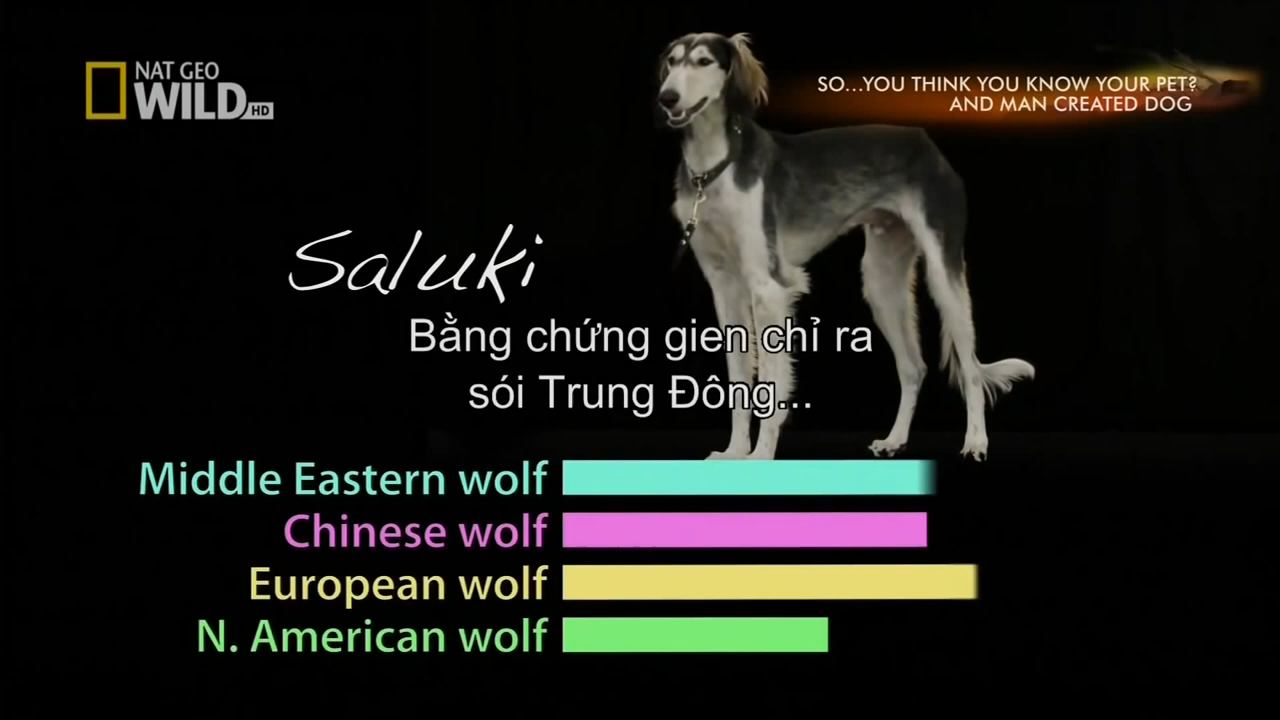 NAT GEO
WILD HD
SO...YOU THINK YOU KNOW YOUR PET?
AND MAN CREATED DOG
Saluki
Bằng chứng gien chỉ ra
sói Trung Đông...
Middle Eastern wolf
Chinese wolf
European wolf
N. American wolf